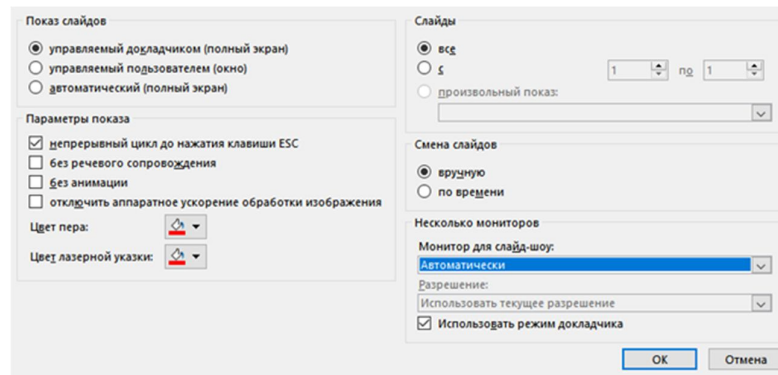 Показ слайдов
управляемый докладчиком (полный экран)
управляемый пользователем (окно)
автоматический (полный экран)
Параметры показа
непрерывный цикл до нажатия клавиши ESC
без речевого сопровождения
без анимации
отключить аппаратное ускорение обработки изображения
Цвет пера:
Цвет лазерной указки:
Слайды
все
с 1 по 1
произвольный показ:
Смена слайдов
вручную
по времени
Несколько мониторов
Монитор для слайд-шоу:
Автоматически
Разрешение:
Использовать текущее разрешение
Использовать режим докладчика
ОК Отмена